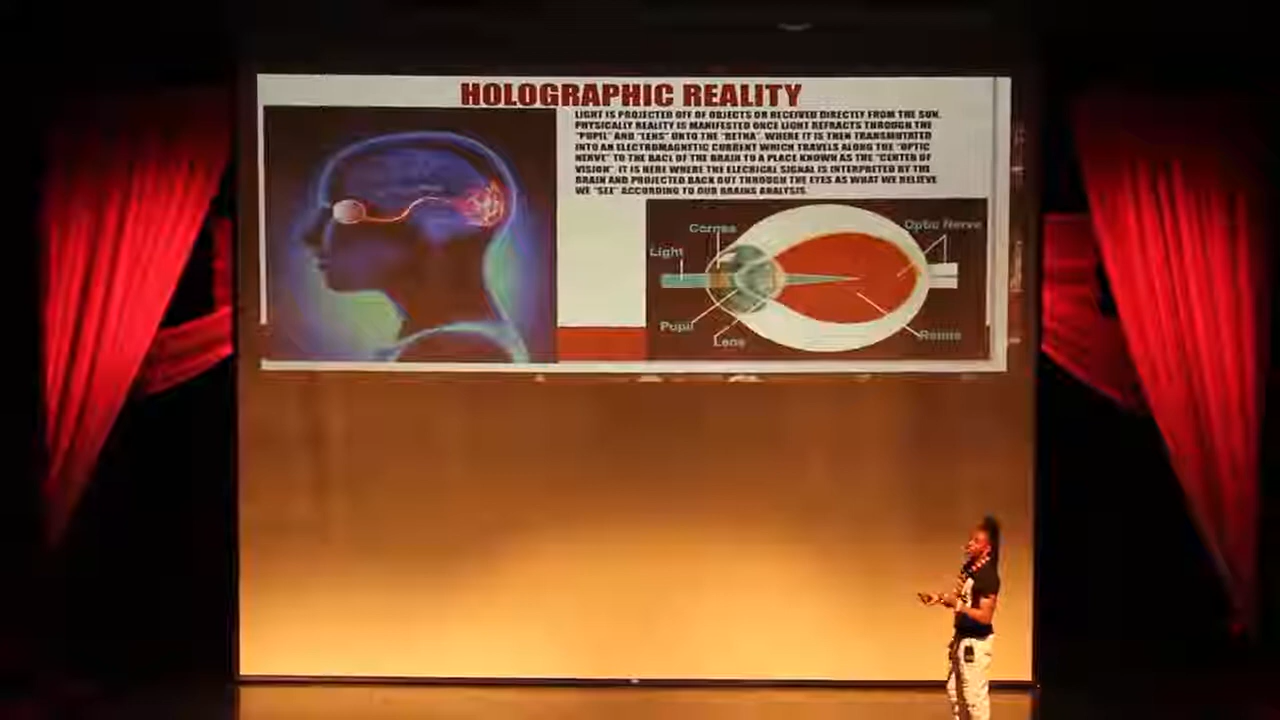 HOLOGRAPHIC REALITY
LIGHT IS PROJECTED OFF OF OBJECTS OR RECEIVED DIRECTLY FROM THE SUN.
PHYSICALLY REALITY IS MANIFESTED ONCE LIGHT REFRACTS THROUGH THE
"PUPIL" AND "LENS" ONTO THE "RETNA". WHERE IT IS THEN TRANSMUTATED
INTO AN ELECTROMAGNETIC CURRENT WHICH TRAVELS ALONG THE "OPTIC
NERVE" TO THE BACL OF THE BRAIN TO A PLACE KNOWN AS THE "CENTER OF
VISION". IT IS HERE WHERE THE ELECTRICAL SIGNAL IS INTERPRETED BY THE
BRAIN AND PROJECTED BACK OUT THROUGH THE EYES AS WHAT WE BELIEVE
WE "SEE" ACCORDING TO OUR BRAINS ANALYSIS.
Cornea
Optic Nerve
Light
Pupil
Lens
Retina